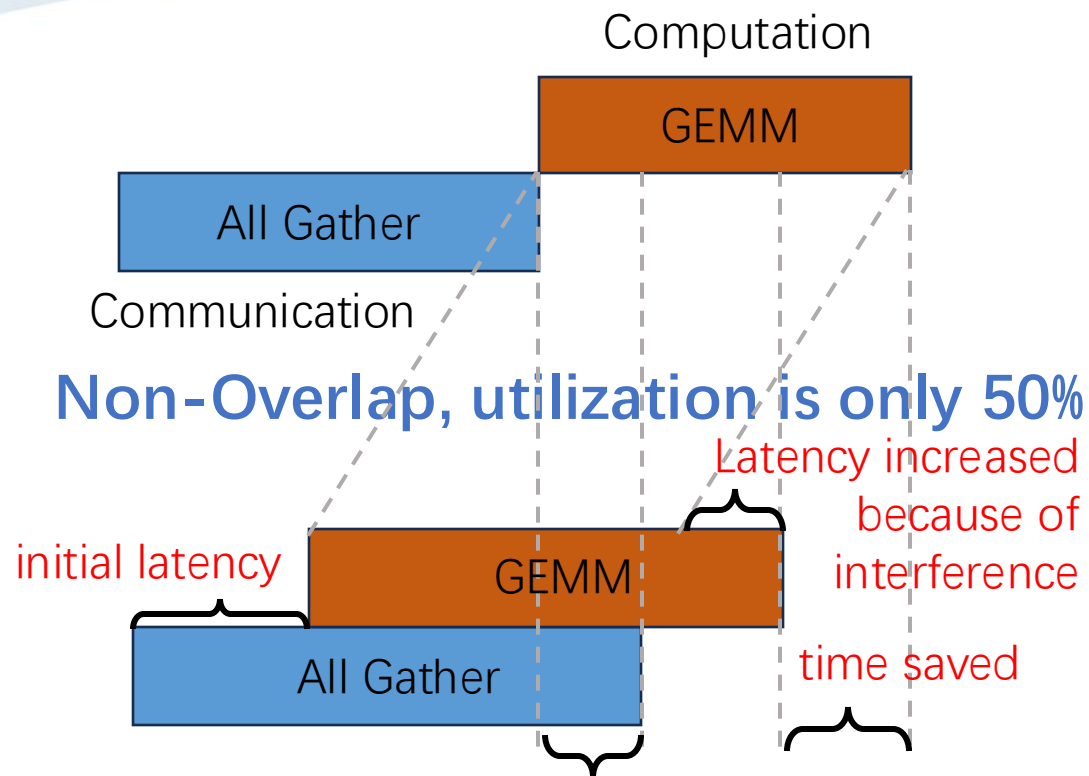 Computation
GEMM
All Gather
Communication
Non-Overlap, utilization is only 50%
Latency increased
because of
interference
initial latency
GEMM
All Gather
time saved